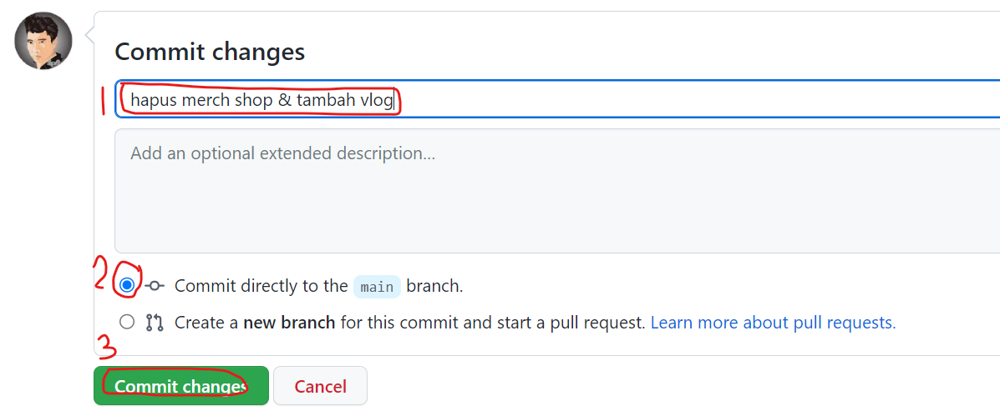 Commit changes
1 hapus merch shop & tambah vlog
Add an optional extended description...
2 Commit directly to the main branch.
Create a new branch for this commit and start a pull request. Learn more about pull requests.
3
Commit changes Cancel